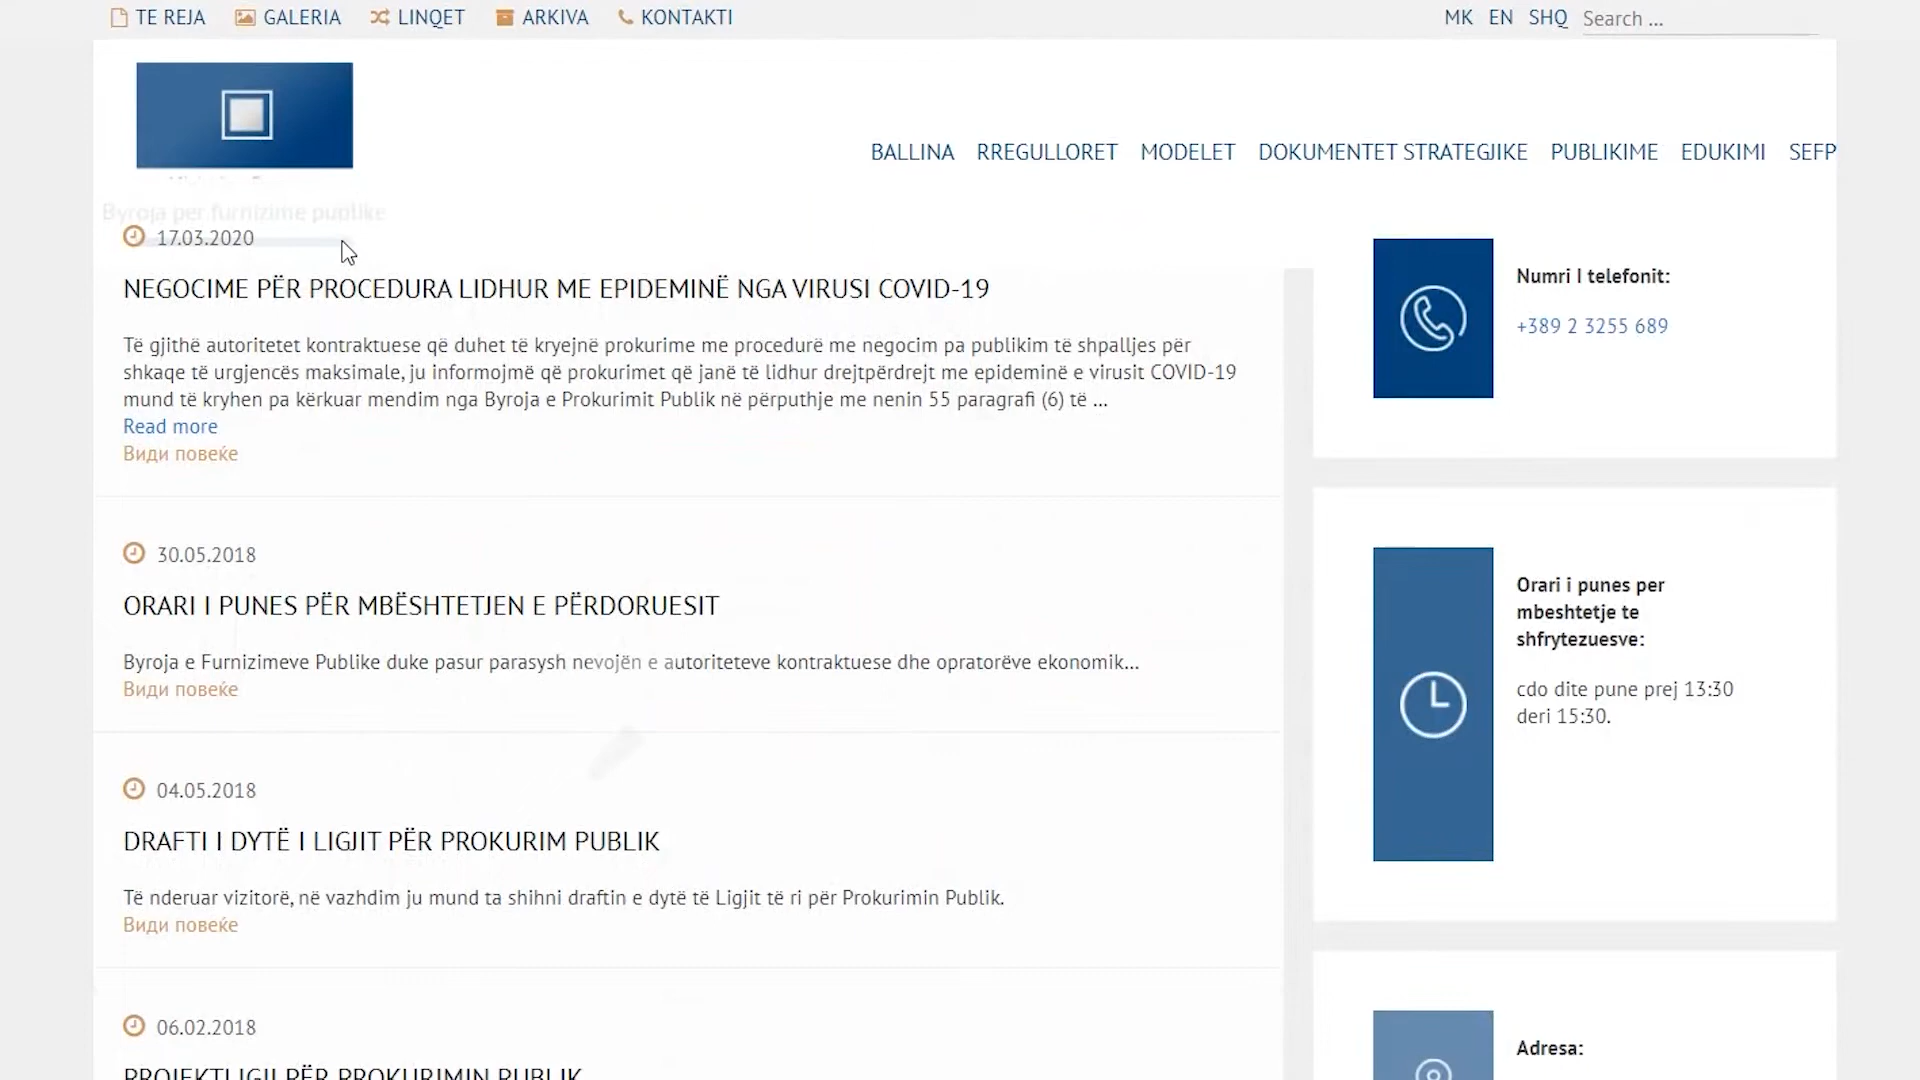 TE REJA GALERIA LINQET ARKIVA KONTAKTI
MK EN SHQ Search ...
BALLINA RREGULLORET MODELET DOKUMENTET STRATEGJIKE PUBLIKIME EDUKIMI SEFP
Byroja per furnizime puplike
17.03.2020
NEGOCIME PËR PROCEDURA LIDHUR ME EPIDEMINË NGA VIRUSI COVID-19
Të gjithë autoritetet kontraktuese që duhet të kryejnë prokurime me procedurë me negocim pa publikim të shpalljes për
shkaqe të urgjencës maksimale, ju informojmë që prokurimet që janë të lidhur drejtpërdrejt me epideminë e virusit COVID-19
mund të kryhen pa kërkuar mendim nga Byroja e Prokurimit Publik në përputhje me nenin 55 paragrafi (6) të ...
Read more
Види повеќе
30.05.2018
ORARI I PUNES PËR MBËSHTETJEN E PËRDORUESIT
Byroja e Furnizimeve Publike duke pasur parasysh nevojën e autoriteteve kontraktuese dhe opratorëve ekonomik...
Види повеќе
04.05.2018
DRAFTI I DYTË I LIGJIT PËR PROKURIM PUBLIK
Të nderuar vizitorë, në vazhdim ju mund ta shihni draftin e dytë të Ligjit të ri për Prokurimin Publik.
Види повеќе
06.02.2018
PROJEKTLIGJI PËR PROKURIMIN PUBLIK
Numri I telefonit:
+389 2 3255 689
Orari i punes per
mbeshtetje te
shfrytezuesve:
cdo dite pune prej 13:30
deri 15:30.
Adresa: